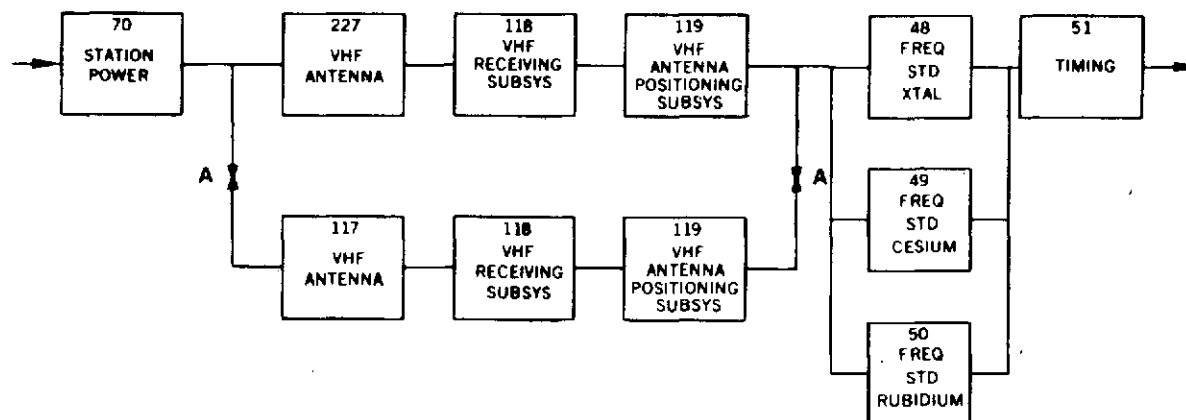 70
STATION
POWER
227
VHF
ANTENNA
118
VHF
RECEIVING
SUBSYS
119
VHF
ANTENNA
POSITIONING
SUBSYS
48
FREQ
STD
XTAL
51
TIMING
A
A
117
VHF
ANTENNA
118
VHF
RECEIVING
SUBSYS
119
VHF
ANTENNA
POSITIONING
SUBSYS
49
FREQ
STD
CESIUM
50
FREQ
STD
RUBIDIUM